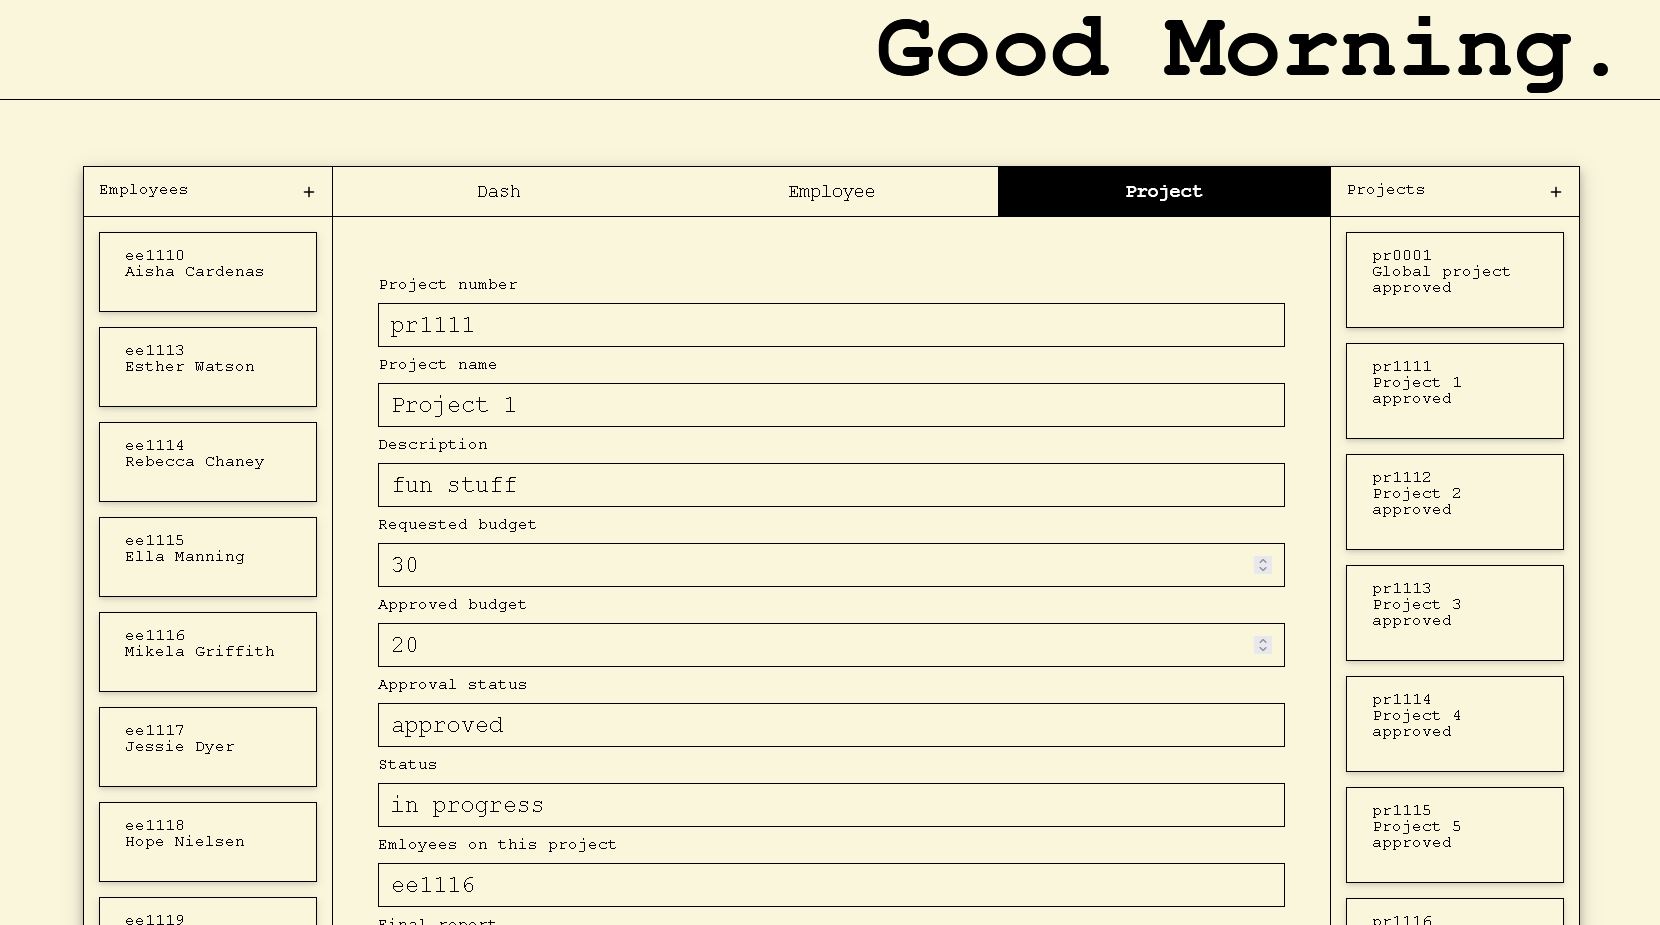 Good Morning.
Employees +
Dash
Employee
Project
Projects +
ee1110
Aisha Cardenas
ee1113
Esther Watson
ee1114
Rebecca Chaney
ee1115
Ella Manning
ee1116
Mikela Griffith
ee1117
Jessie Dyer
ee1118
Hope Nielsen
ee1119
Project number
pr1111
Project name
Project 1
Description
fun stuff
Requested budget
30
Approved budget
20
Approval status
approved
Status
in progress
Emloyees on this project
ee1116
Final report
pr0001
Global project
approved
pr1111
Project 1
approved
pr1112
Project 2
approved
pr1113
Project 3
approved
pr1114
Project 4
approved
pr1115
Project 5
approved
pr1116